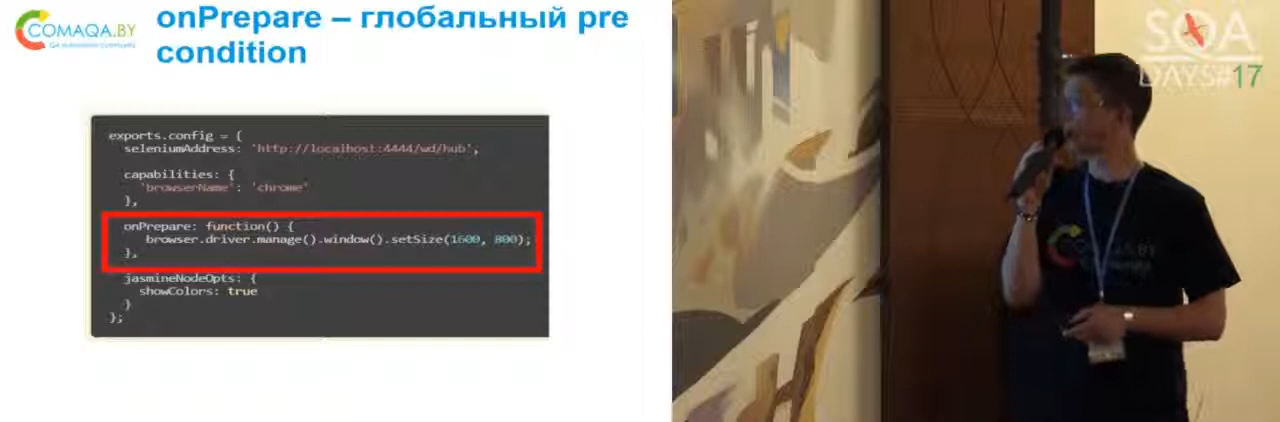 COMAQA.BY
onPrepare – глобальный pre
condition
exports.config = {
seleniumAddress: 'http://localhost:4444/wd/hub',
capabilities: {
'browserName': 'chrome'
},
onPrepare: function() {
browser.driver.manage().window().setSize(1600, 800);
},
jasmineNodeOpts: {
showColors: true
}
};
SQA
DAYS#17